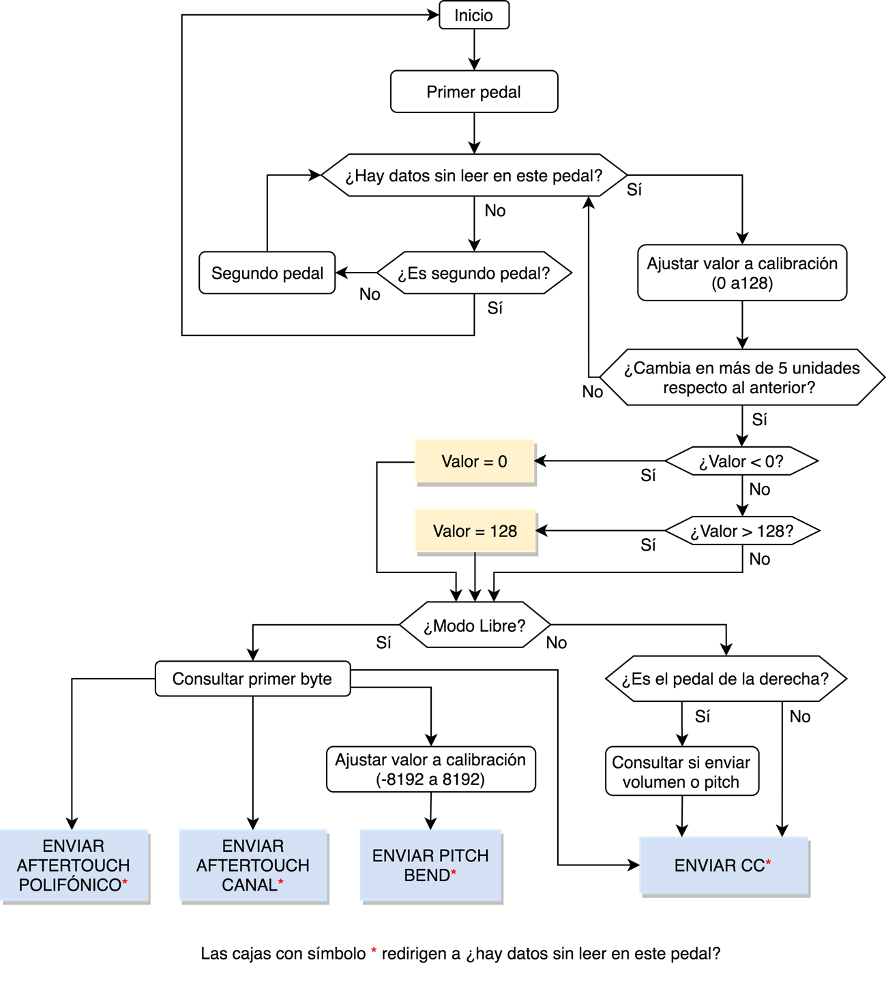 Inicio
Primer pedal
¿Hay datos sin leer en este pedal?
Sí
No
Segundo pedal
¿Es segundo pedal?
No
Sí
Ajustar valor a calibración
(0 a128)
¿Cambia en más de 5 unidades
respecto al anterior?
No
Sí
Valor = 0
¿Valor < 0?
Sí
No
Valor = 128
¿Valor > 128?
Sí
No
¿Modo Libre?
Sí
No
Consultar primer byte
¿Es el pedal de la derecha?
Sí
No
Ajustar valor a calibración
(-8192 a 8192)
Consultar si enviar
volumen o pitch
ENVIAR
AFTERTOUCH
POLIFÓNICO*
ENVIAR
AFTERTOUCH
CANAL*
ENVIAR PITCH
BEND*
ENVIAR CC*
Las cajas con símbolo * redirigen a ¿hay datos sin leer en este pedal?